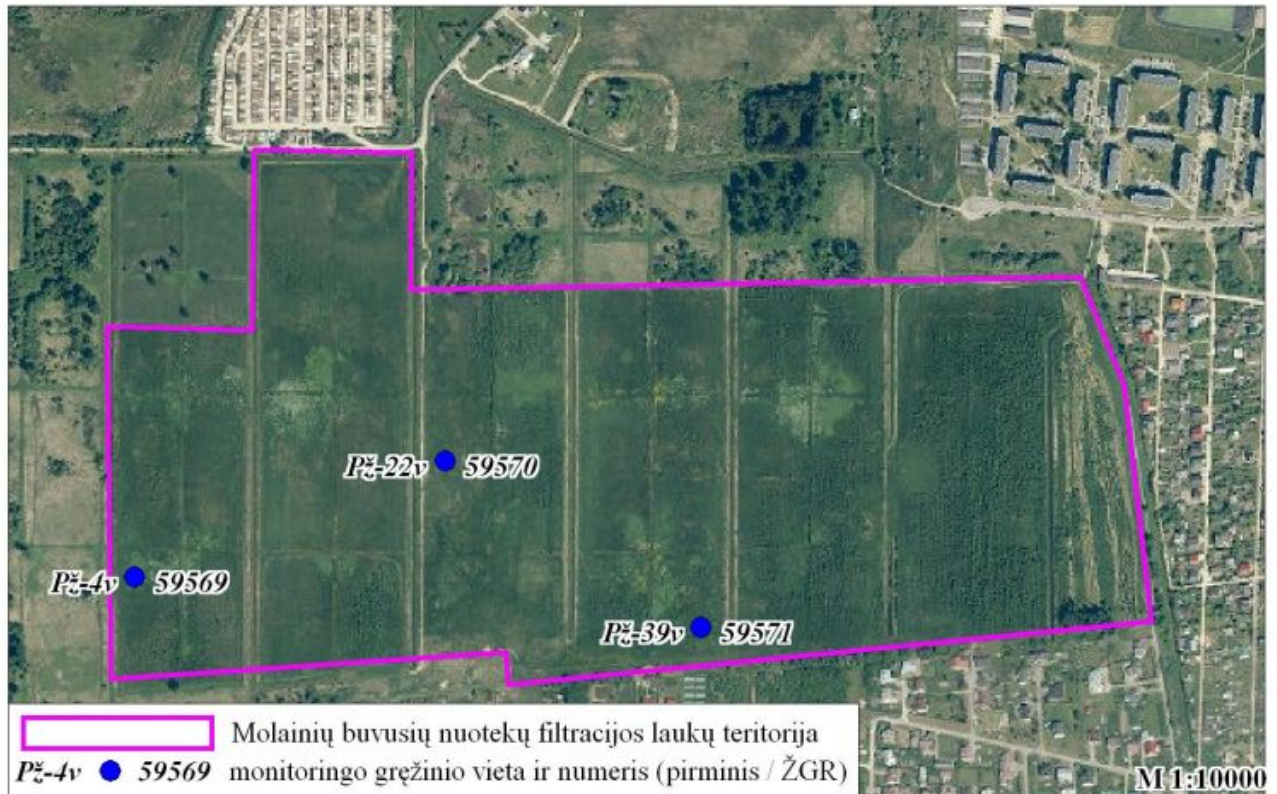 Pž-22v 59570
Pž-4v 59569
Pž-39v 59571
Molainių buvusių nuotekų filtracijos laukų teritorija
Pž-4v 59569 monitoringo gręžinio vieta ir numeris (pirminis / ŽGR)
M 1:10000